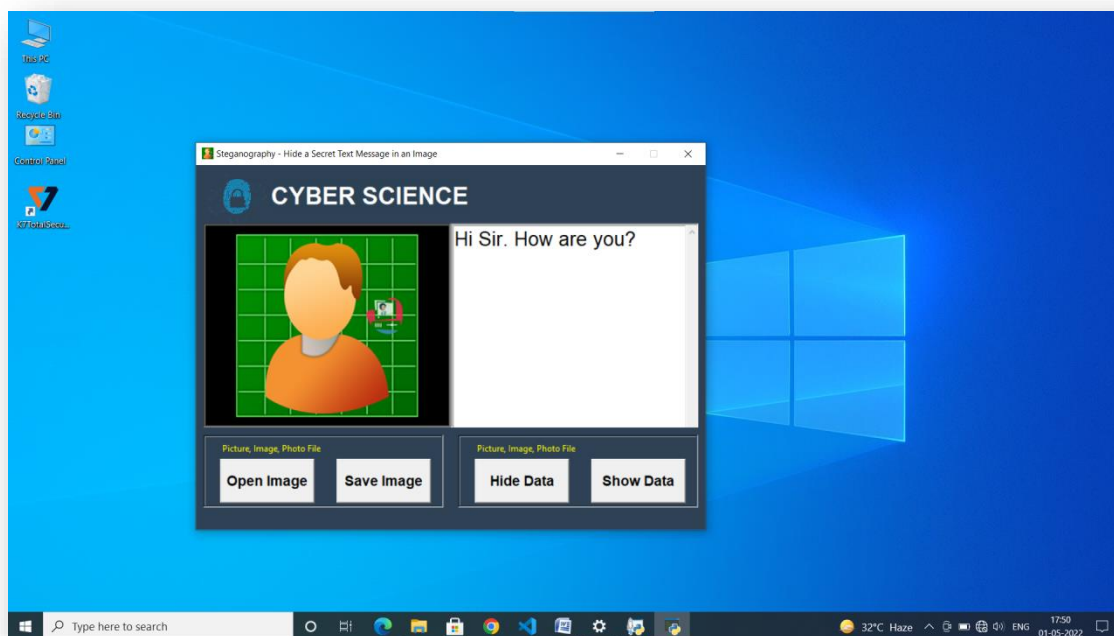 This PC
Recycle Bin
Control Panel
K7TotalSecu...
Steganography - Hide a Secret Text Message in an Image
CYBER SCIENCE
Hi Sir. How are you?
Picture, Image, Photo File
Open Image
Save Image
Picture, Image, Photo File
Hide Data
Show Data
Type here to search
32°C Haze
ENG
17:50
01-05-2022